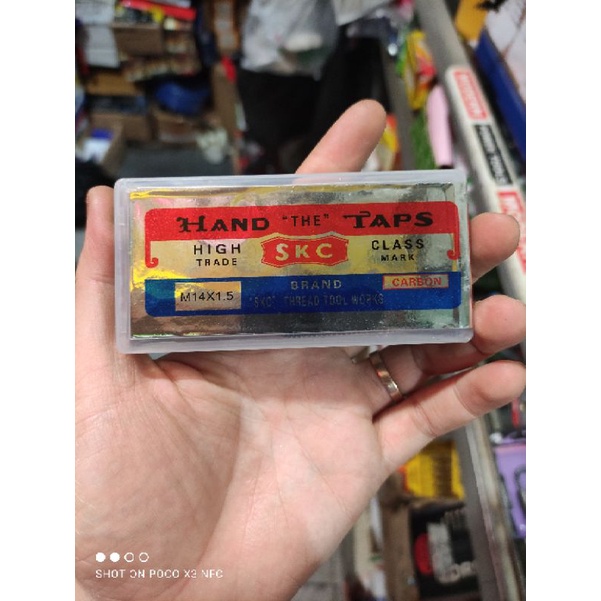 HAND "THE" TAPS
HIGH TRADE
SKC
CLASS MARK
BRAND
CARBON
M14X1.5
"SKC" THREAD TOOL WORKS
SHOT ON POCO X3 NFC